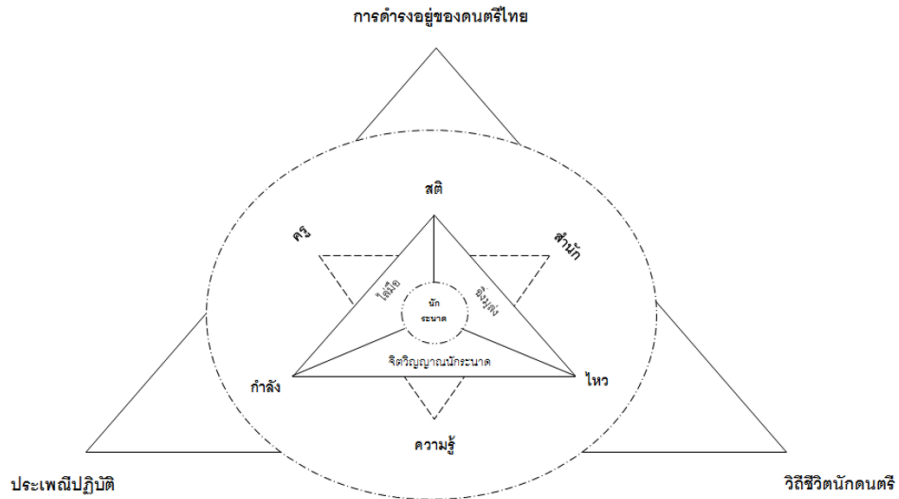 การดำรงอยู่ของดนตรีไทย
สติ
ครู
สำนัก
ไล่มือ
นัก
ระนาด
จิตวิญญาณนักระนาด
กำลัง
ไหว
ความรู้
ประเพณีปฏิบัติ
วิถีชีวิตนักดนตรี